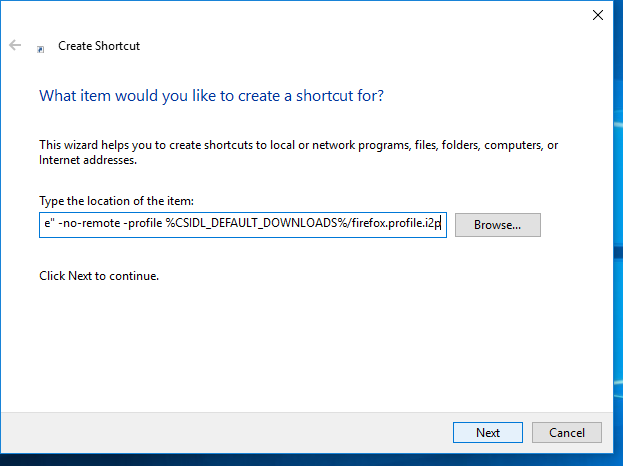 Create Shortcut
What item would you like to create a shortcut for?
This wizard helps you to create shortcuts to local or network programs, files, folders, computers, or
Internet addresses.
Type the location of the item:
e" -no-remote -profile %CSIDL_DEFAULT_DOWNLOADS%/firefox.profile.i2p
Browse...
Click Next to continue.
Next
Cancel